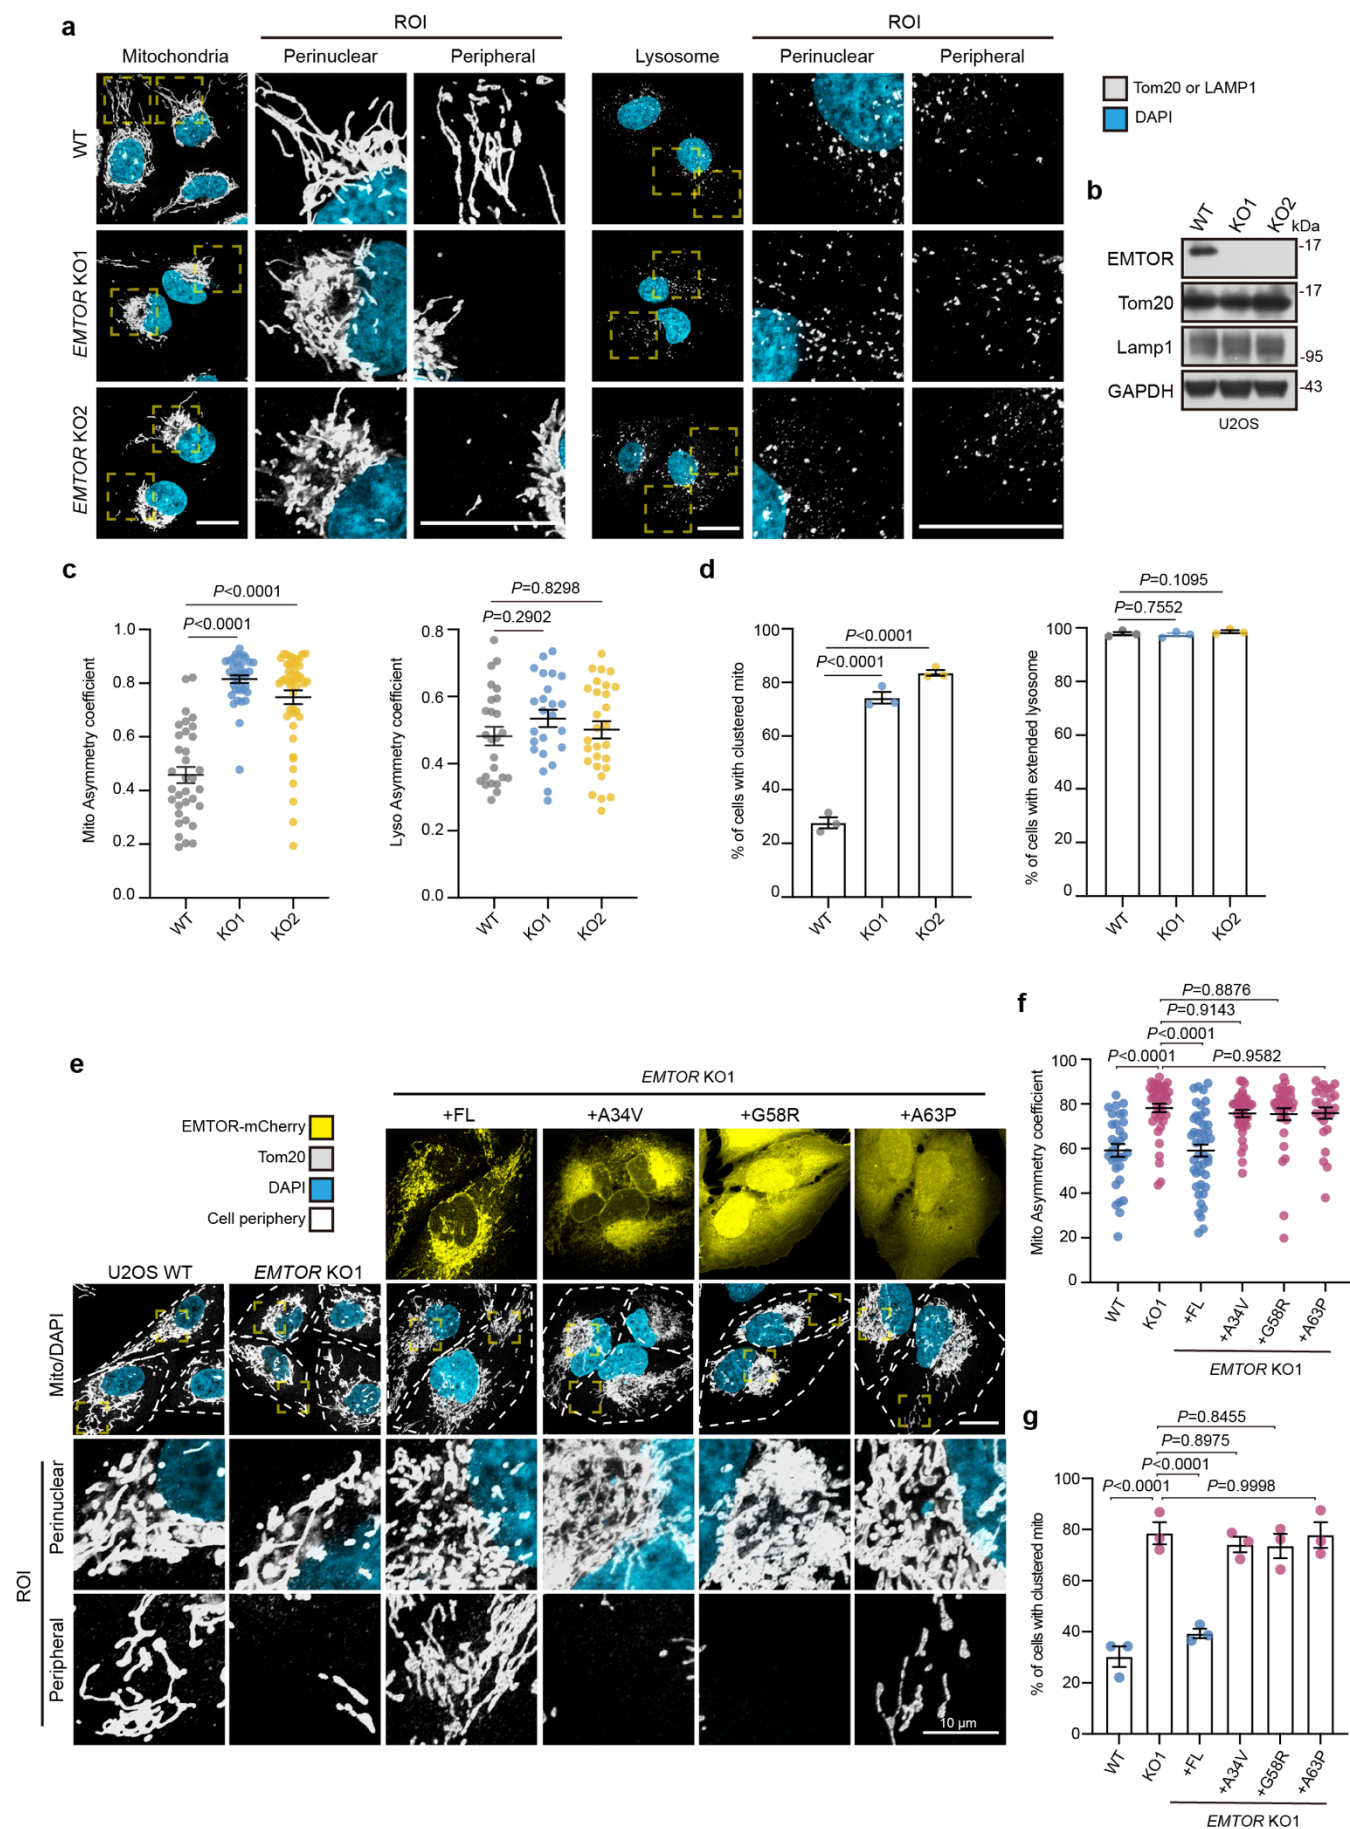 a
ROI
ROI
Mitochondria
Perinuclear
Peripheral
Lysosome
Perinuclear
Peripheral
Tom20 or LAMP1
DAPI
WT
EMTOR KO1
EMTOR KO2
b
WT
KO1
KO2
kDa
EMTOR
-17
Tom20
-17
Lamp1
-95
GAPDH
-43
U2OS
c
P<0.0001
P<0.0001
Mito Asymmetry coefficient
1.0
0.8
0.6
0.4
0.2
0.0
WT
KO1
KO2
P=0.8298
P=0.2902
Lyso Asymmetry coefficient
0.8
0.6
0.4
0.2
0.0
WT
KO1
KO2
d
P<0.0001
P<0.0001
% of cells with clustered mito
100
80
60
40
20
0
WT
KO1
KO2
P=0.1095
P=0.7552
% of cells with extended lysosome
100
80
60
40
20
0
WT
KO1
KO2
e
EMTOR KO1
+FL
+A34V
+G58R
+A63P
EMTOR-mCherry
Tom20
DAPI
Cell periphery
U2OS WT
EMTOR KO1
Mito/DAPI
ROI
Perinuclear
Peripheral
10 µm
f
P=0.8876
P=0.9143
P<0.0001
P<0.0001
P=0.9582
Mito Asymmetry coefficient
100
80
60
40
20
0
WT
KO1
+FL
+A34V
+G58R
+A63P
EMTOR KO1
g
P=0.8455
P=0.8975
P<0.0001
P<0.0001
P=0.9998
% of cells with clustered mito
100
80
60
40
20
0
WT
KO1
+FL
+A34V
+G58R
+A63P
EMTOR KO1